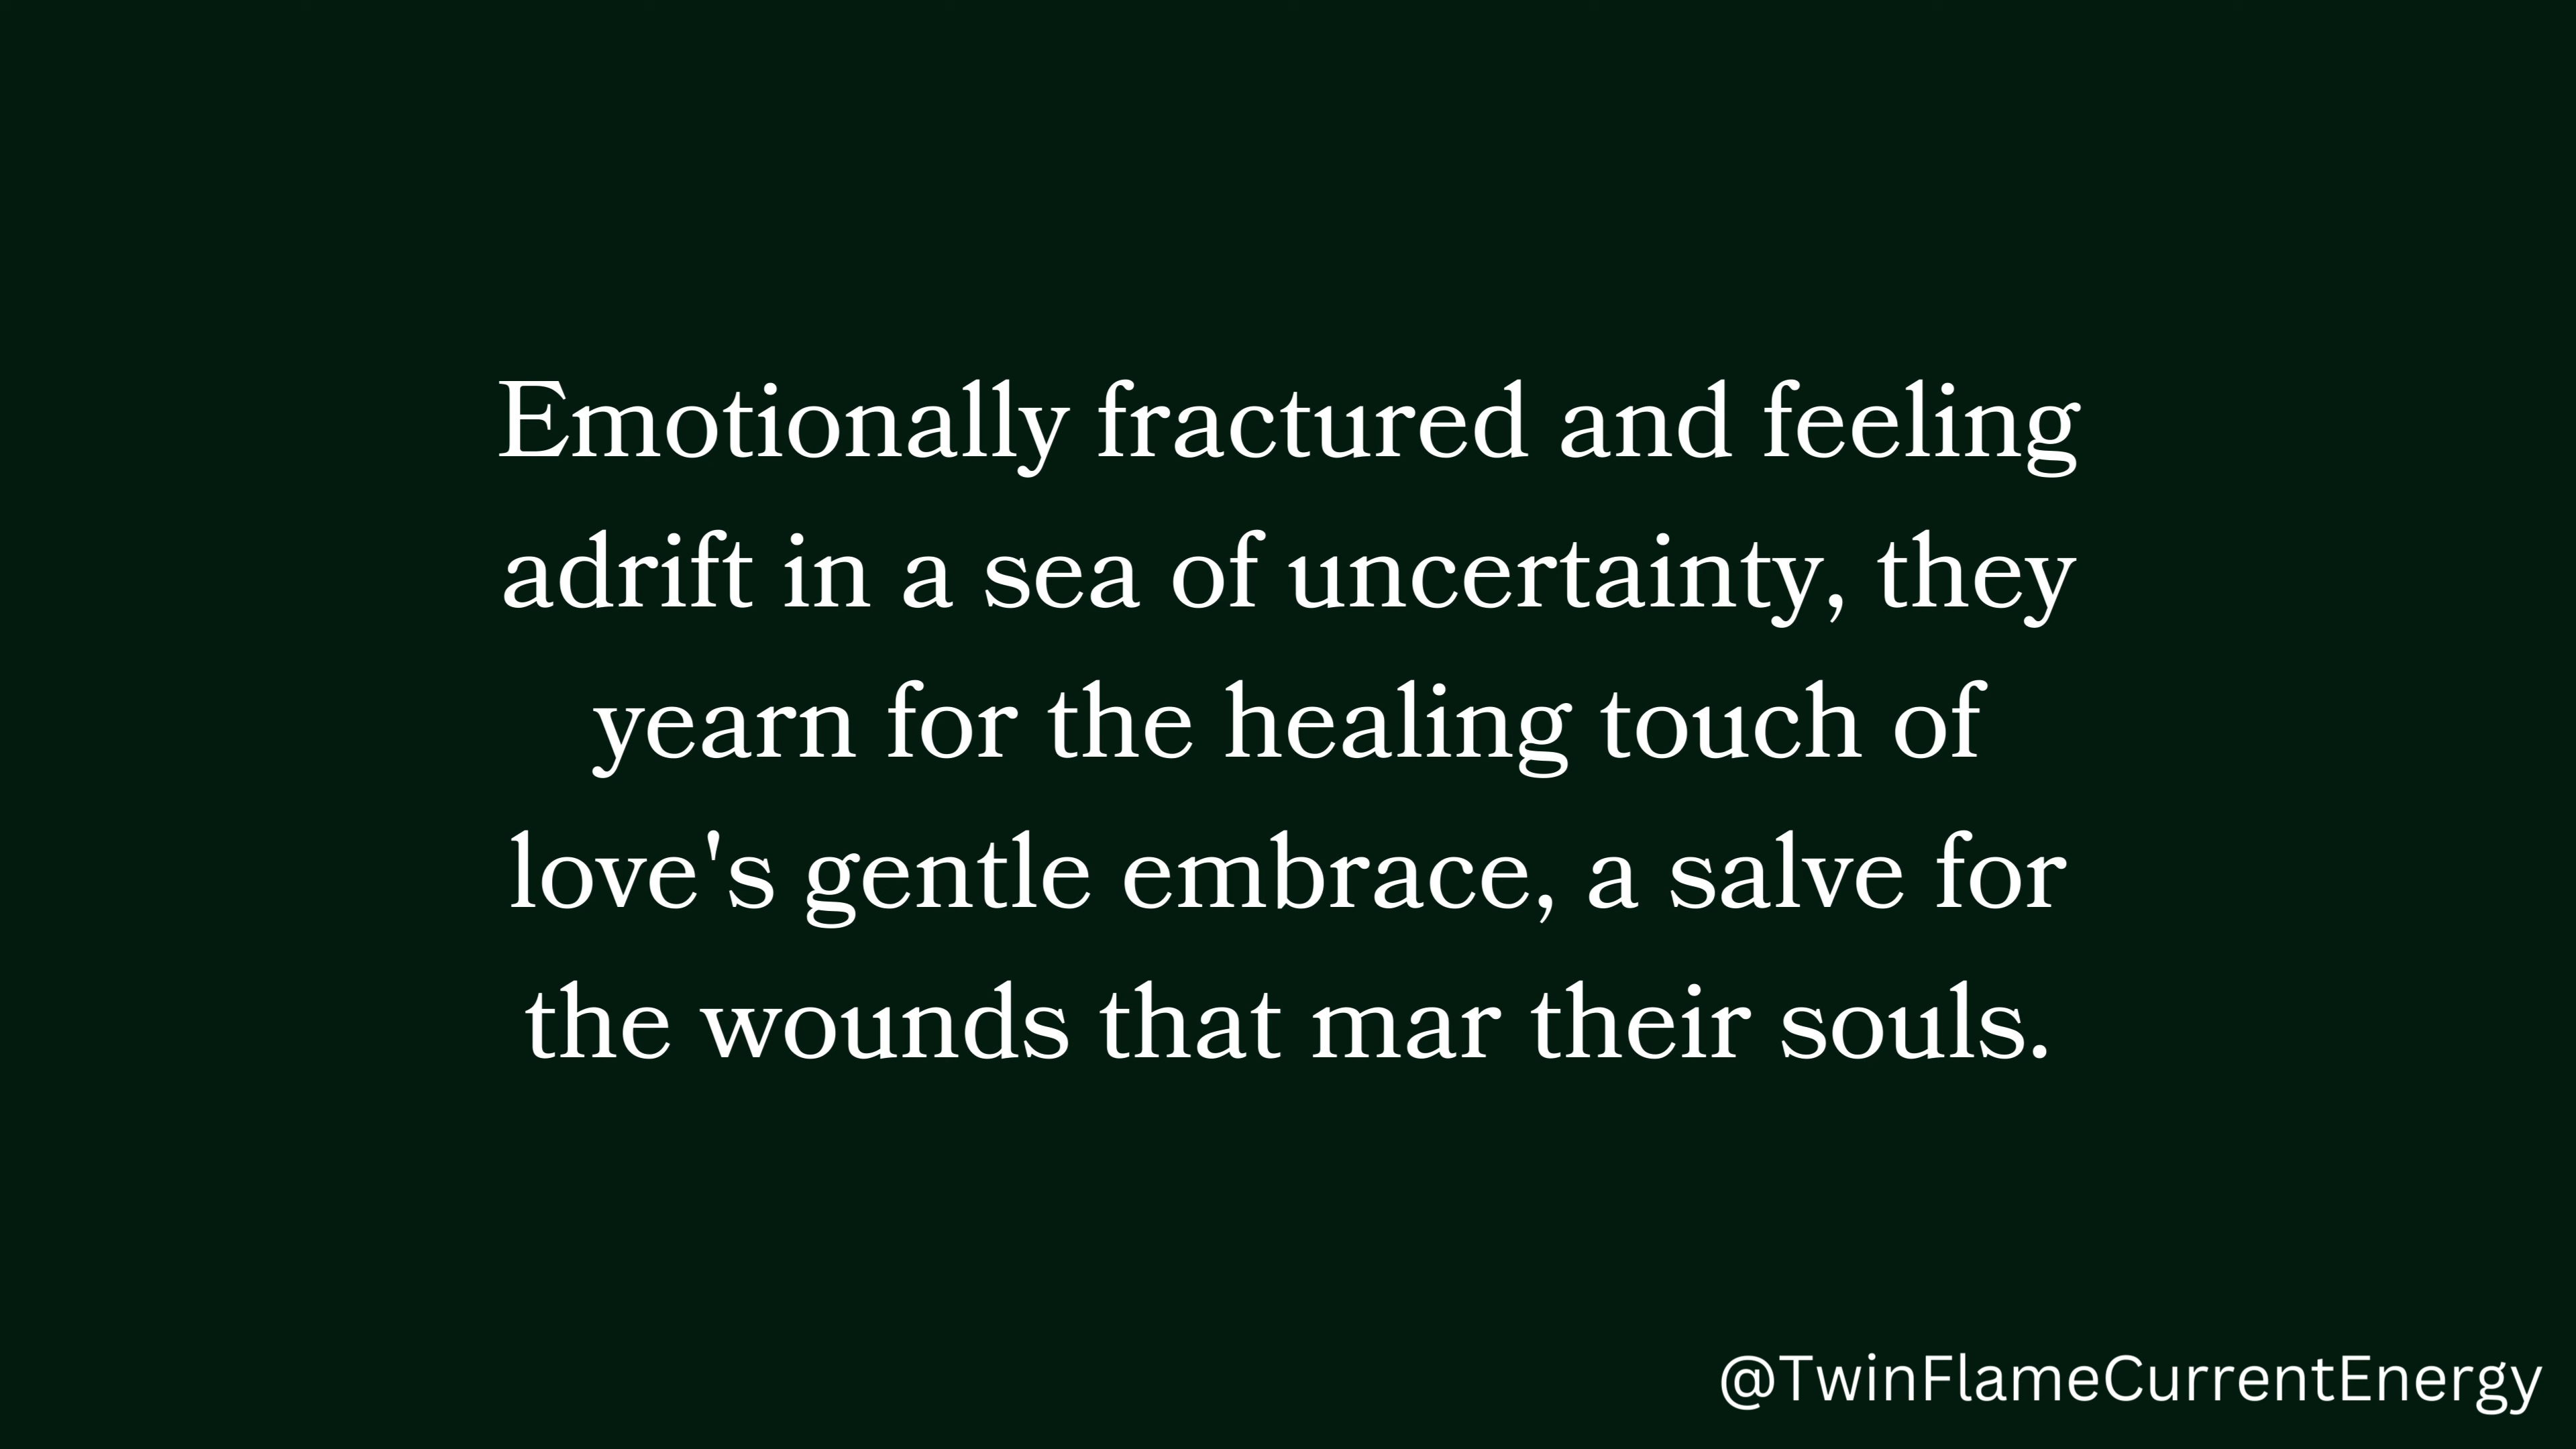 Emotionally fractured and feeling
adrift in a sea of uncertainty, they
yearn for the healing touch of
love's gentle embrace, a salve for
the wounds that mar their souls.
@TwinFlameCurrentEnergy